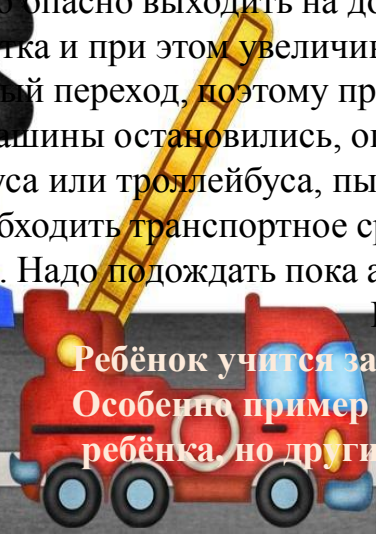 опасно выходить на до
тка и при этом увеличи
ый переход, поэтому пр
ашины остановились, о
уса или троллейбуса, пы
бходить транспортное ср
. Надо подождать пока а
Ребёнок учится за
Особенно пример
ребёнка, но други